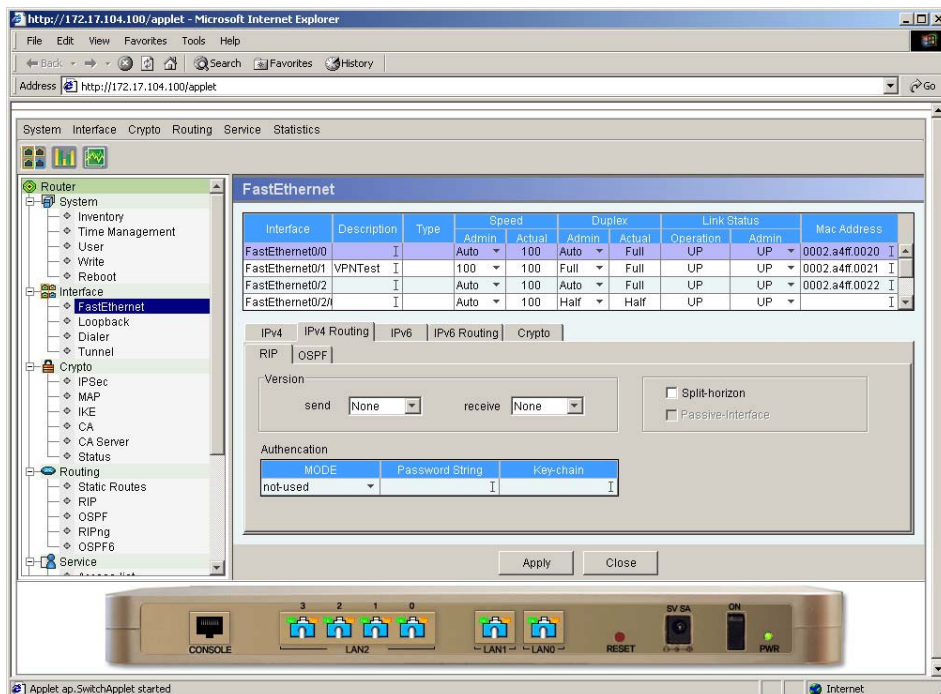 http://172.17.104.100/applet - Microsoft Internet Explorer
File Edit View Favorites Tools Help
Back Search Favorites History
Address http://172.17.104.100/applet Go
System Interface Crypto Routing Service Statistics
Router
System
Inventory
Time Management
User
Write
Reboot
Interface
FastEthernet
Loopback
Dialer
Tunnel
Crypto
IPSec
MAP
IKE
CA
CA Server
Status
Routing
Static Routes
RIP
OSPF
RIPng
OSPF6
Service
FastEthernet
Interface Description Type Speed Duplex Link Status Mac Address
Admin Actual Admin Actual Operation Admin
FastEthernet0/0 Auto 100 Auto Full UP UP 0002.a4ff.0020
FastEthernet0/1 VPNTest 100 100 Full Full UP UP 0002.a4ff.0021
FastEthernet0/2 Auto 100 Auto Full UP UP 0002.a4ff.0022
FastEthernet0/2/ Auto 100 Half Half UP UP
IPv4 IPv4 Routing IPv6 IPv6 Routing Crypto
RIP OSPF
Version
send None receive None
Split-horizon
Passive-Interface
Authencation
MODE Password String Key-chain
not-used
Apply Close
3 2 1 0
CONSOLE LAN2 LAN1 LAN0 RESET 5V 5A ON PWR
Applet ap.SwitchApplet started Internet